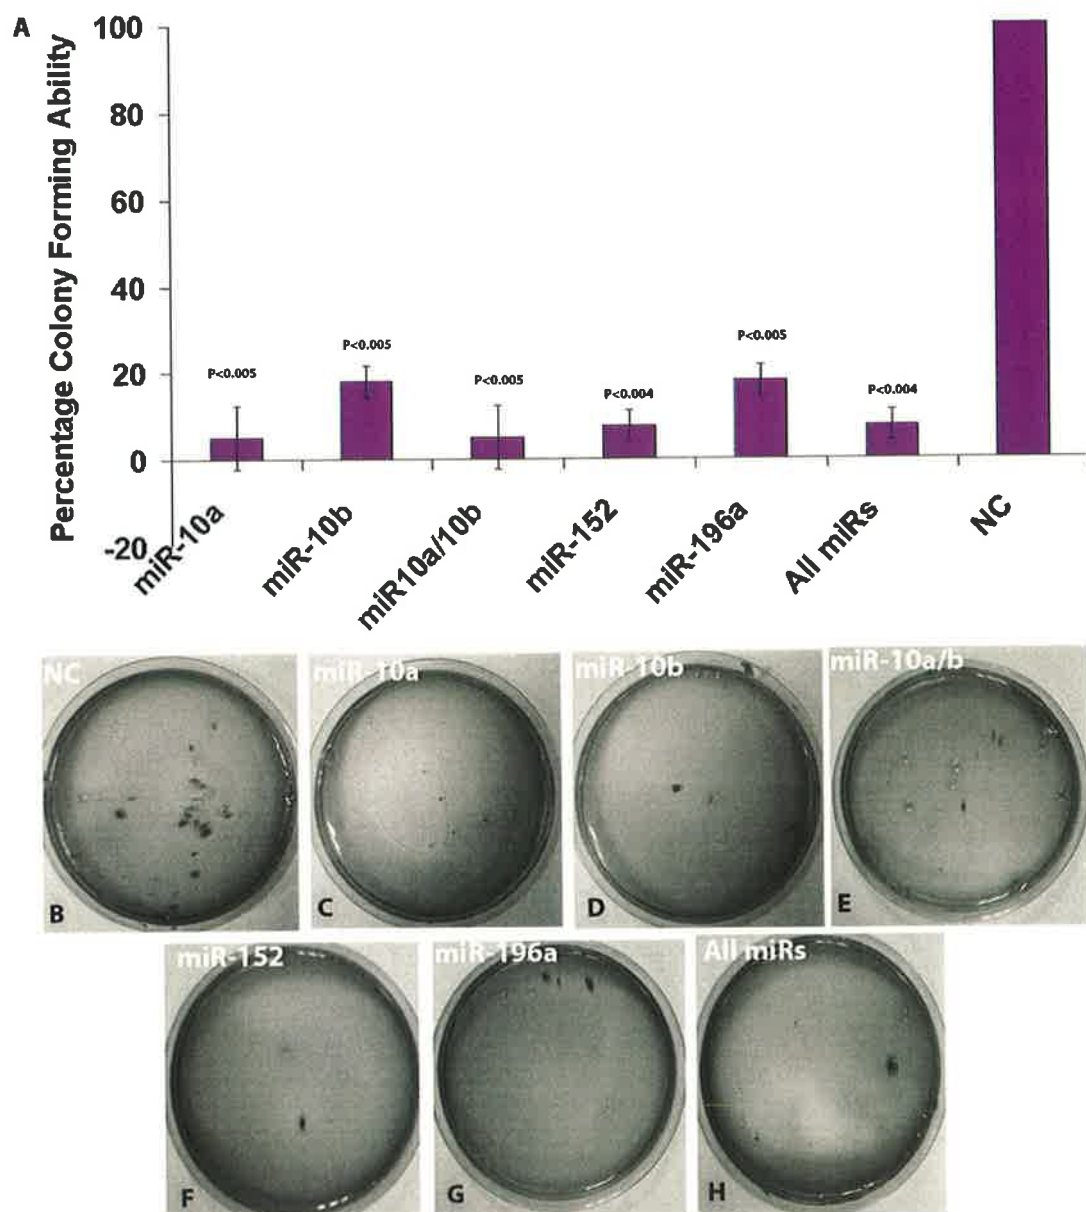 A
Percentage Colony Forming Ability
100
80
60
40
20
0
-20
P<0.005
P<0.005
P<0.005
P<0.004
P<0.005
P<0.004
miR-10a
miR-10b
miR10a/10b
miR-152
miR-196a
All miRs
NC
NC
miR-10a
miR-10b
miR-10a/b
B
C
D
E
miR-152
miR-196a
All miRs
F
G
H